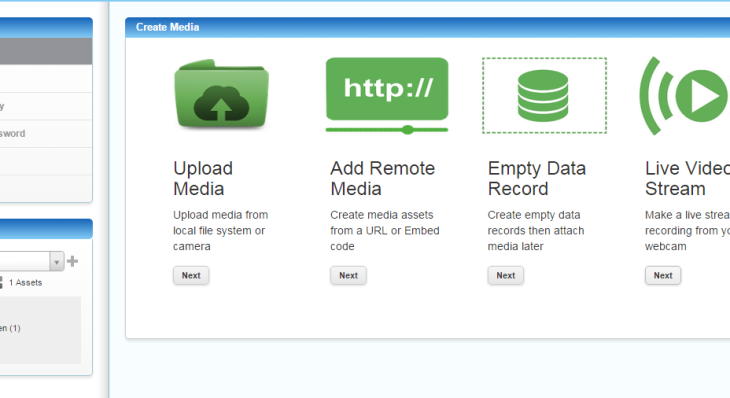 Create Media
y
sword
1 Assets
en (1)
http://
Upload
Media
Upload media from
local file system or
camera
Next
Add Remote
Media
Create media assets
from a URL or Embed
code
Next
Empty Data
Record
Create empty data
records then attach
media later
Next
Live Video
Stream
Make a live strea
recording from yo
webcam
Next